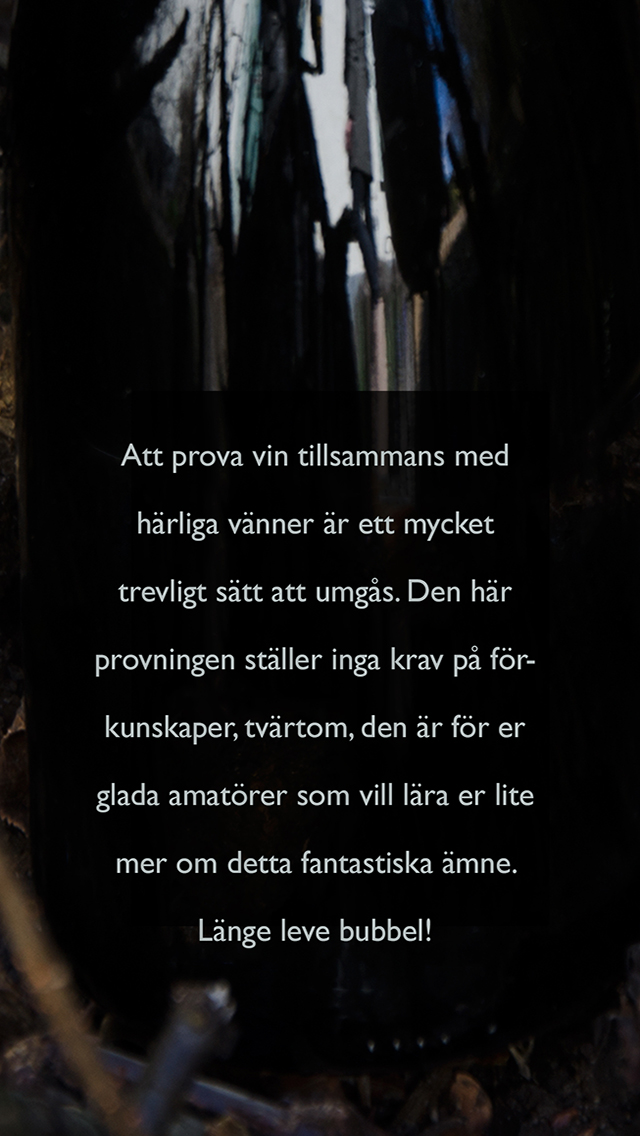 Att prova vin tillsammans med
härliga vänner är ett mycket
trevligt sätt att umgås. Den här
provningen ställer inga krav på för-
kunskaper, tvärtom, den är för er
glada amatörer som vill lära er lite
mer om detta fantastiska ämne.
Länge leve bubbel!